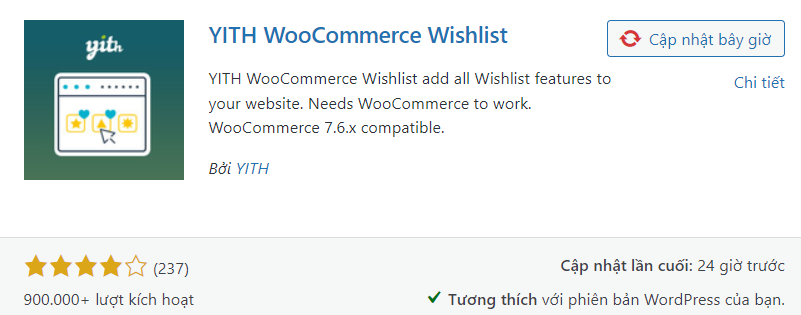 yith
YITH WooCommerce Wishlist
Cập nhật bây giờ
YITH WooCommerce Wishlist add all Wishlist features to
your website. Needs WooCommerce to work.
WooCommerce 7.6.x compatible.
Chi tiết
Bởi YITH
(237)
Cập nhật lần cuối: 24 giờ trước
900.000+ lượt kích hoạt
Tương thích với phiên bản WordPress của bạn.